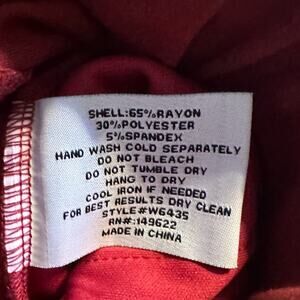 SHELL:65%RAYON
30%POLYESTER
5%SPANDEX
HAND WASH COLD SEPARATELY
DO NOT BLEACH
DO NOT TUMBLE DRY
HANG TO DRY
COOL IRON IF NEEDED
FOR BEST RESULTS DRY CLEAN
STYLE#W6435
RN#:149622
MADE IN CHINA